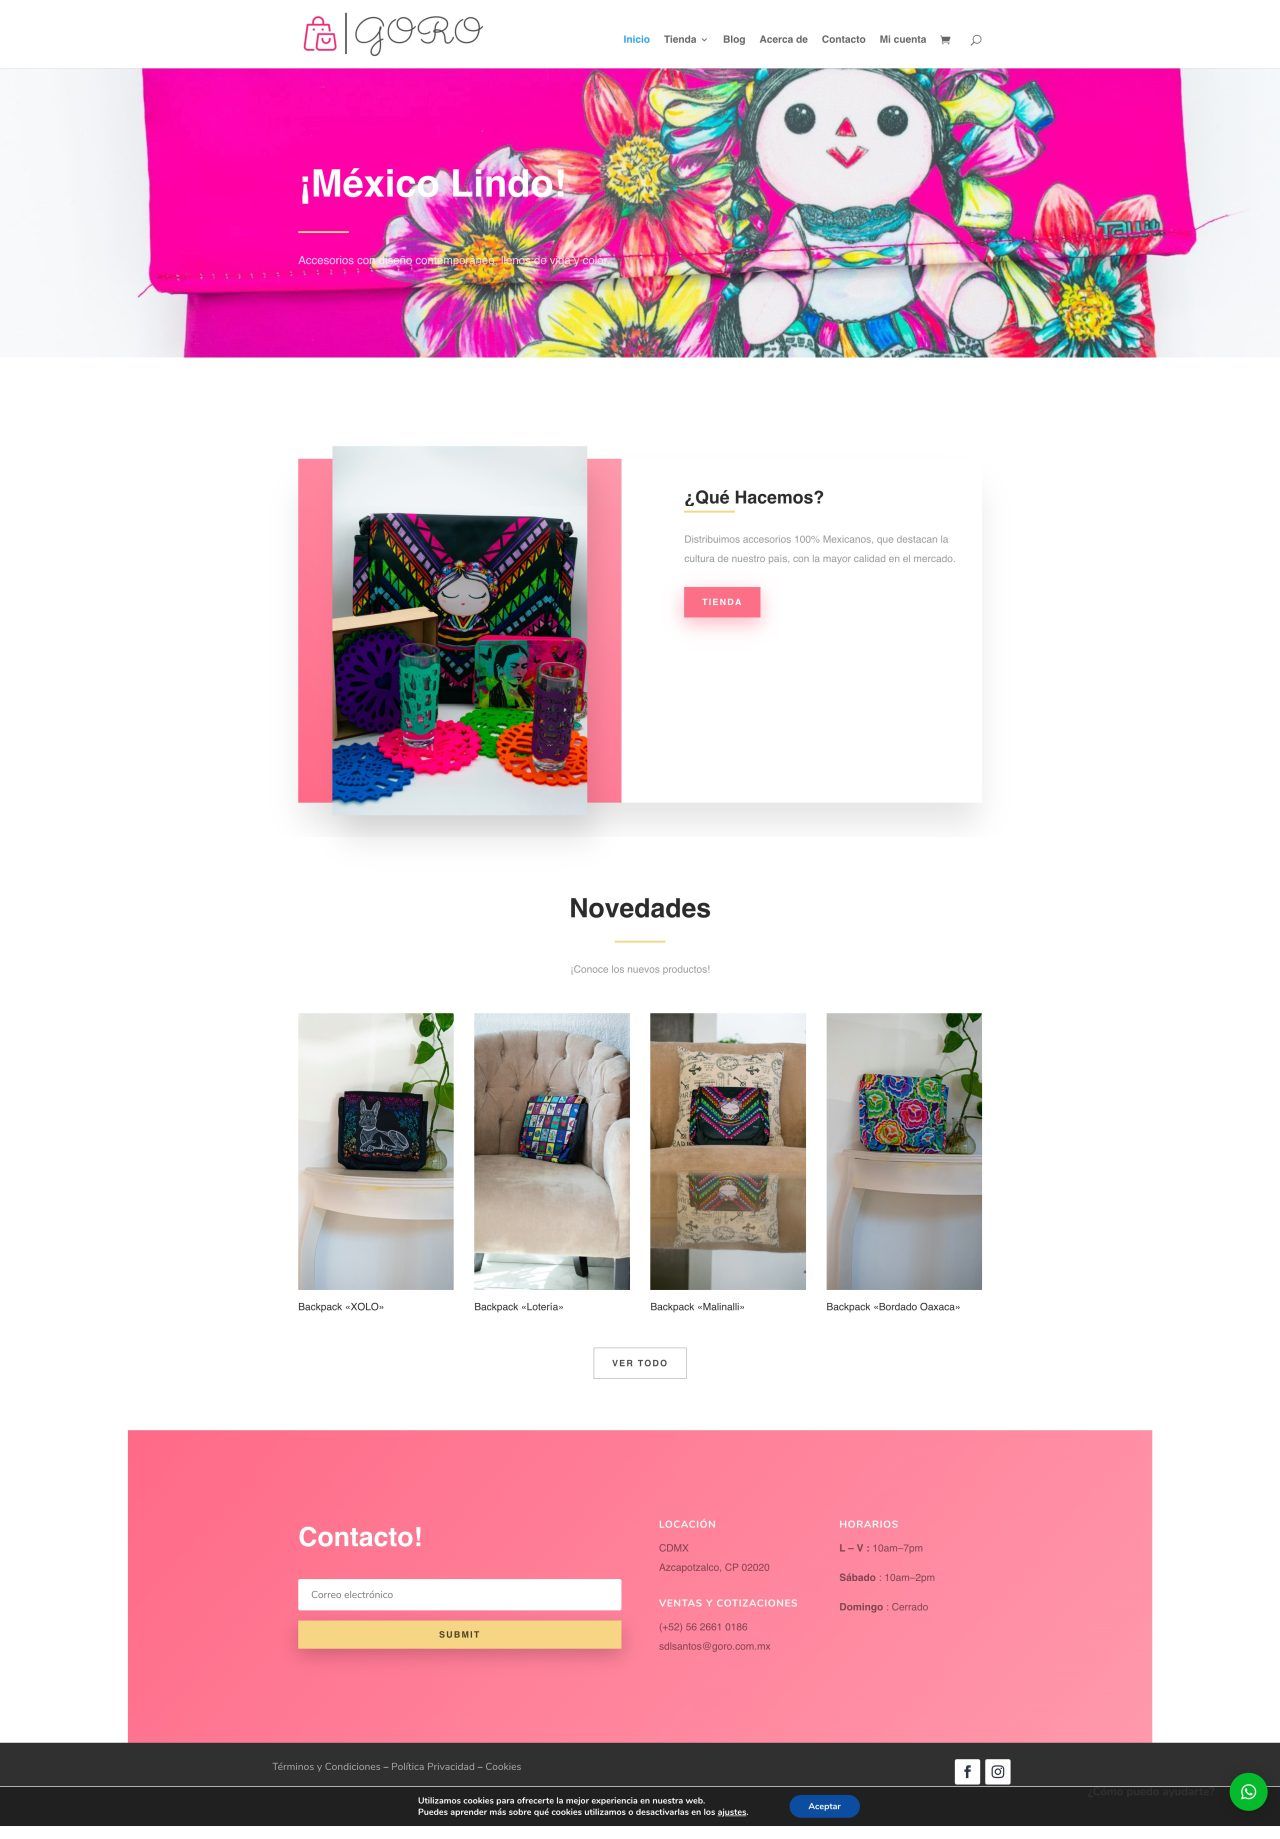 GORO
Inicio Tienda Blog Acerca de Contacto Mi cuenta
¡México Lindo!
Accesorios con diseño contemporáneo, llenos de vida y color.
¿Qué Hacemos?
Distribuimos accesorios 100% Mexicanos, que destacan la
cultura de nuestro país, con la mayor calidad en el mercado.
TIENDA
Novedades
¡Conoce los nuevos productos!
Backpack «XOLO»
Backpack «Lotería»
Backpack «Malinalli»
Backpack «Bordado Oaxaca»
VER TODO
Contacto!
Correo electrónico
SUBMIT
LOCACIÓN
CDMX
Azcapotzalco, CP 02020
VENTAS Y COTIZACIONES
(+52) 56 2661 0186
sdlsantos@goro.com.mx
HORARIOS
L – V : 10am–7pm
Sábado : 10am–2pm
Domingo : Cerrado
Términos y Condiciones – Política Privacidad – Cookies
¿Cómo puedo ayudarte?
Utilizamos cookies para ofrecerte la mejor experiencia en nuestra web.
Puedes aprender más sobre qué cookies utilizamos o desactivarlas en los ajustes.
Aceptar